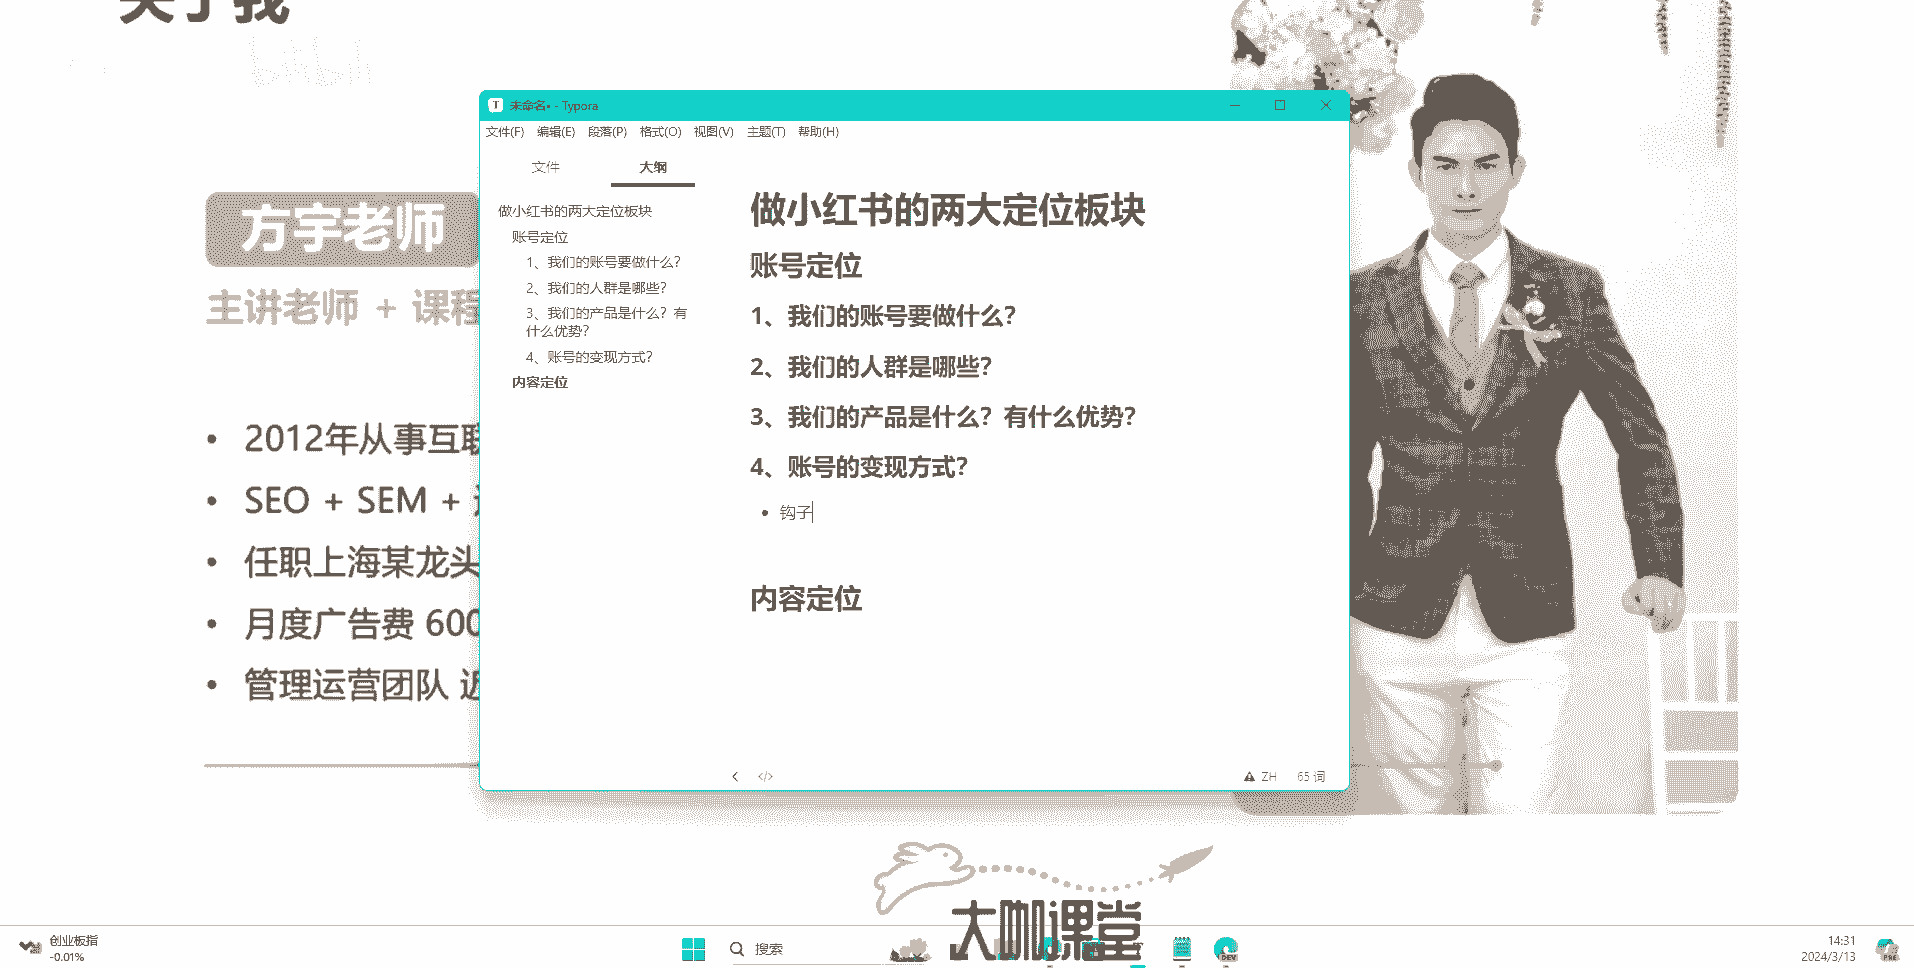 关于我
bilibili
方宇老师
主讲老师 + 课程
• 2012年从事互联
• SEO + SEM +
• 任职上海某龙头
• 月度广告费 600
• 管理运营团队 近
T 未命名• - Typora
文件(F) 编辑(E) 段落(P) 格式(O) 视图(V) 主题(T) 帮助(H)
文件 大纲
做小红书的两大定位板块
账号定位
1、我们的账号要做什么？
2、我们的人群是哪些？
3、我们的产品是什么？有
什么优势？
4、账号的变现方式？
内容定位
做小红书的两大定位板块
账号定位
1、我们的账号要做什么？
2、我们的人群是哪些？
3、我们的产品是什么？有什么优势？
4、账号的变现方式？
• 钩子
内容定位
</> ZH 65 词
大咖课堂
创业板指
-0.01%
搜索
DEV
14:31
2024/3/13
PRE